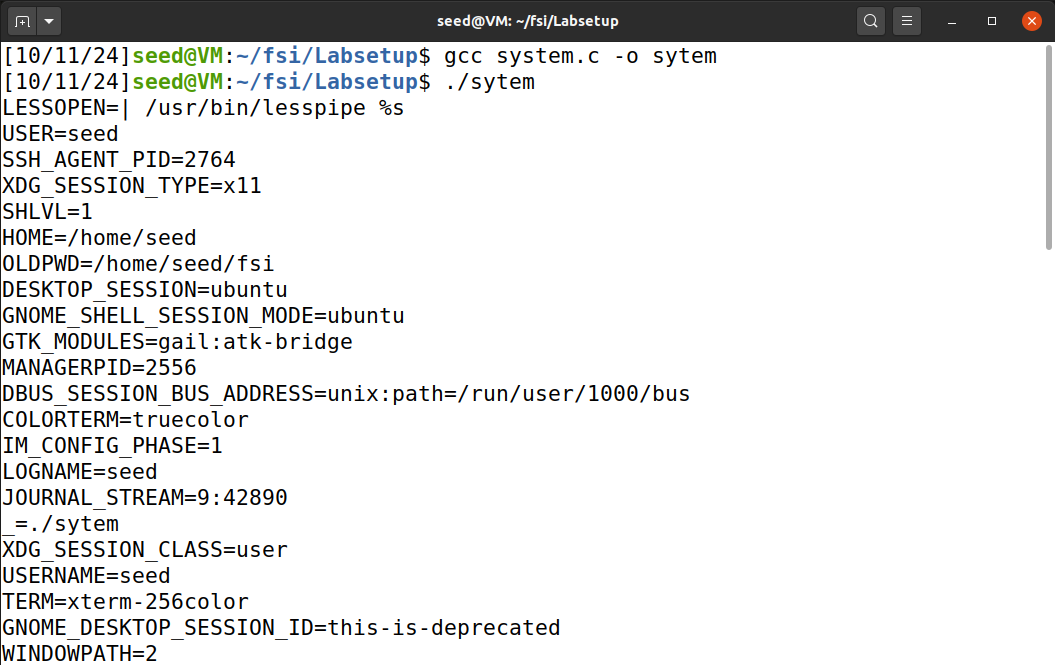 seed@VM: ~/fsi/Labsetup
[10/11/24]seed@VM:~/fsi/Labsetup$ gcc system.c -o sytem
[10/11/24]seed@VM:~/fsi/Labsetup$ ./sytem
LESSOPEN=| /usr/bin/lesspipe %s
USER=seed
SSH_AGENT_PID=2764
XDG_SESSION_TYPE=x11
SHLVL=1
HOME=/home/seed
OLDPWD=/home/seed/fsi
DESKTOP_SESSION=ubuntu
GNOME_SHELL_SESSION_MODE=ubuntu
GTK_MODULES=gail:atk-bridge
MANAGERPID=2556
DBUS_SESSION_BUS_ADDRESS=unix:path=/run/user/1000/bus
COLORTERM=truecolor
IM_CONFIG_PHASE=1
LOGNAME=seed
JOURNAL_STREAM=9:42890
_=./sytem
XDG_SESSION_CLASS=user
USERNAME=seed
TERM=xterm-256color
GNOME_DESKTOP_SESSION_ID=this-is-deprecated
WINDOWPATH=2